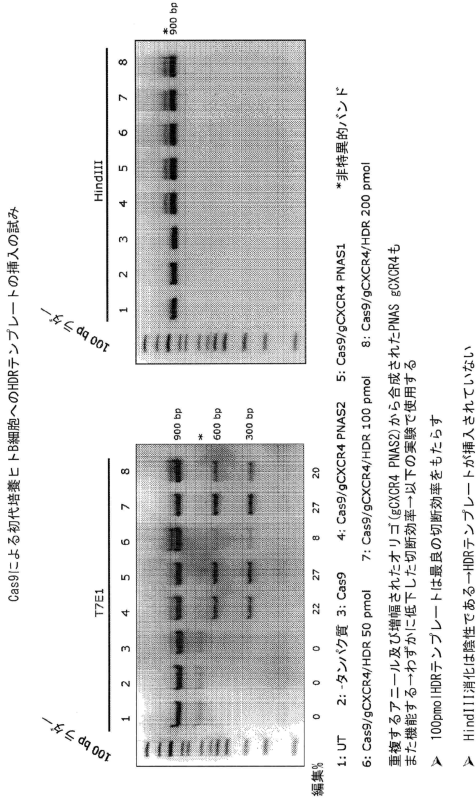 Cas9による初代培養ヒトB細胞へのHDRテンプレートの挿入の試み
T7E1
100 bp ラダー
1 2 3 4 5 6 7 8
900 bp
*
600 bp
300 bp
編集% 0 0 0 22 27 8 27 20
HindIII
100 bp ラダー
1 2 3 4 5 6 7 8
*
900 bp
1: UT 2: -タンパク質 3: Cas9 4: Cas9/gCXCR4 PNAS2 5: Cas9/gCXCR4 PNAS1 *非特異的バンド
6: Cas9/gCXCR4/HDR 50 pmol 7: Cas9/gCXCR4/HDR 100 pmol 8: Cas9/gCXCR4/HDR 200 pmol
重複するアニール及び増幅されたオリゴ(gCXCR4 PNAS2)から合成されたPNAS gCXCR4も
また機能する→わずかに低下した切断効率→以下の実験で使用する
➢ 100pmolHDRテンプレートは最良の切断効率をもたらす
➢ HindIII消化は陰性である→HDRテンプレートが挿入されていない